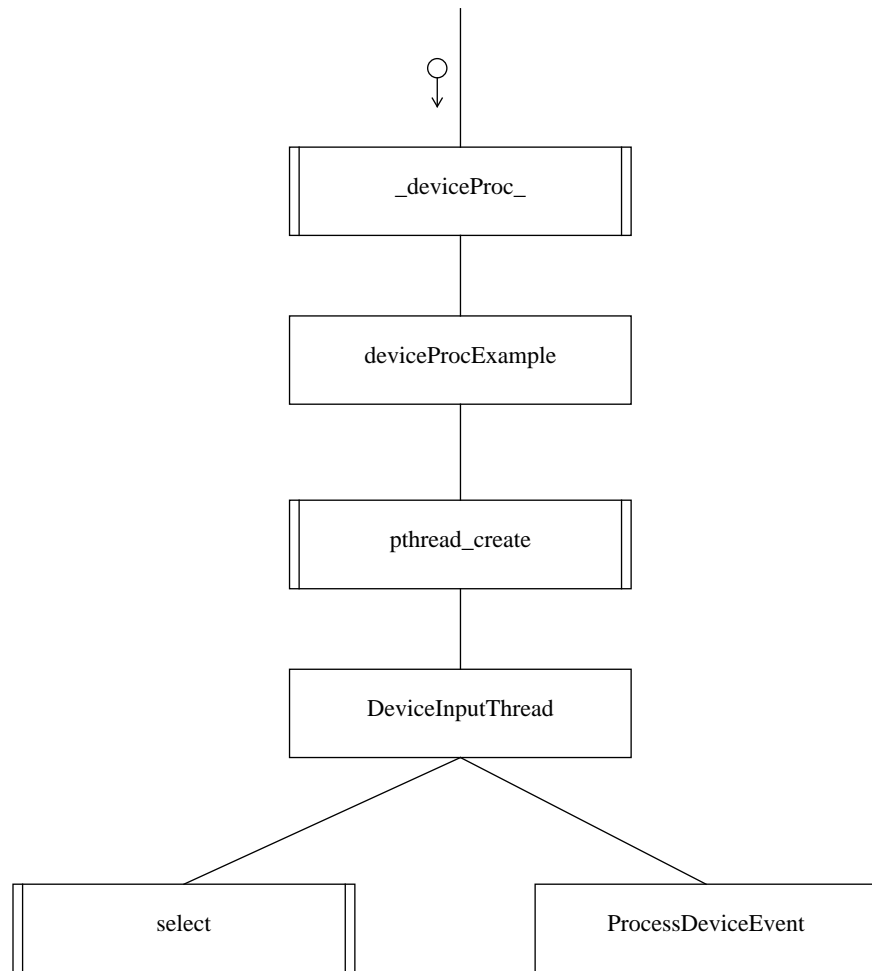 _deviceProc_
deviceProcExample
pthread_create
DeviceInputThread
select
ProcessDeviceEvent